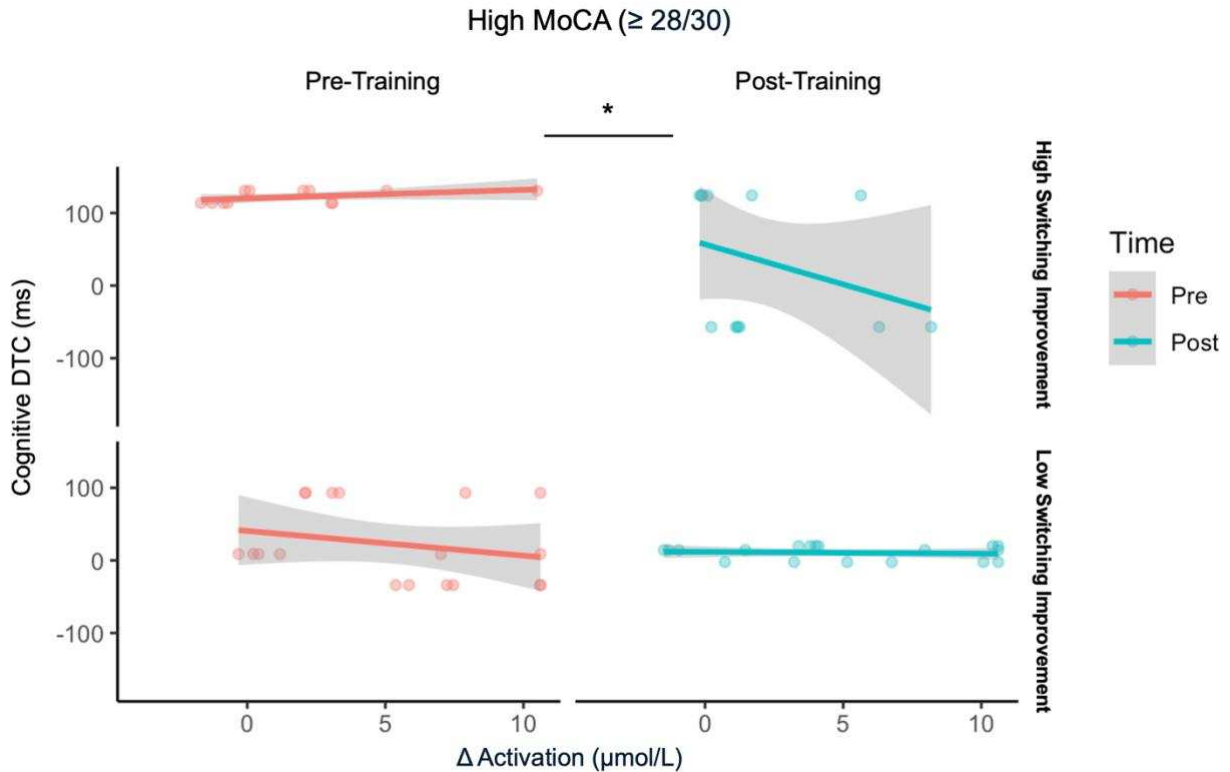 High MoCA (≥ 28/30)
Pre-Training
Post-Training
*
High Switching Improvement
100
0
-100
Cognitive DTC (ms)
Low Switching Improvement
100
0
-100
0 5 10
0 5 10
Δ Activation (μmol/L)
Time
Pre
Post